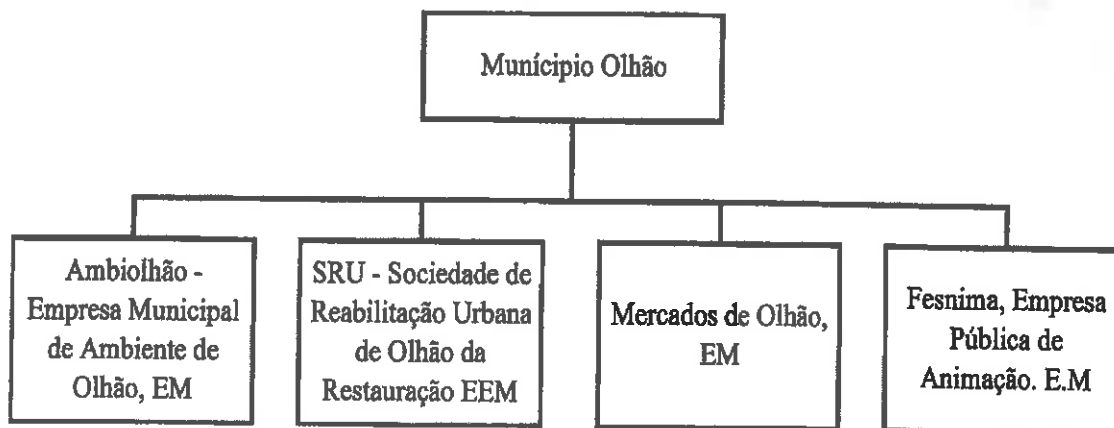 Munícipio Olhão
Ambiolhão -
Empresa Municipal
de Ambiente de
Olhão, EM
SRU - Sociedade de
Reabilitação Urbana
de Olhão da
Restauração EEM
Mercados de Olhão,
EM
Fesnima, Empresa
Pública de
Animação. E.M